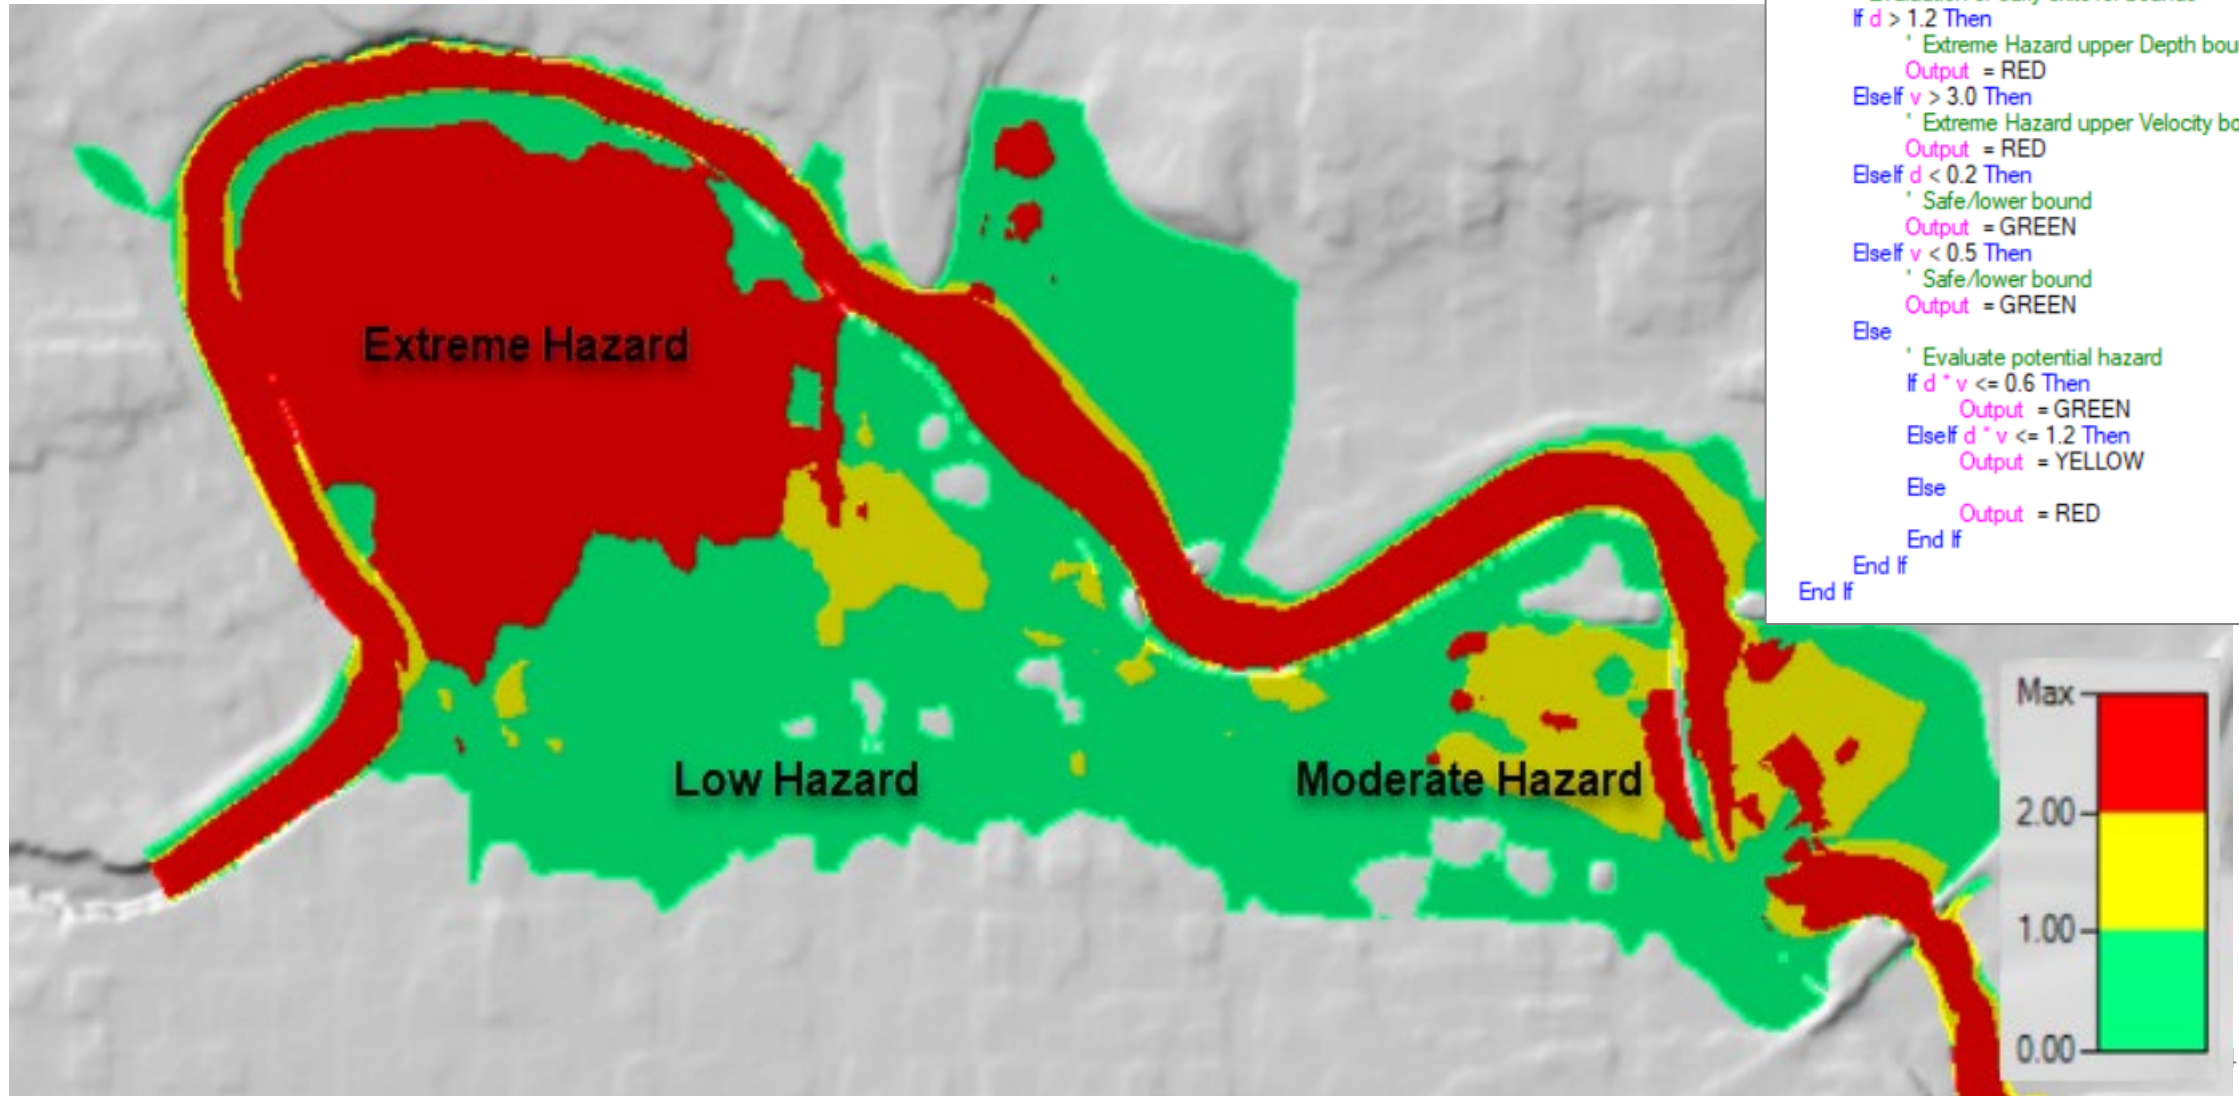 If d > 1.2 Then
' Extreme Hazard upper Depth
Output = RED
ElseIf v > 3.0 Then
' Extreme Hazard upper Velocity
Output = RED
ElseIf d < 0.2 Then
' Safe/lower bound
Output = GREEN
ElseIf v < 0.5 Then
' Safe/lower bound
Output = GREEN
Else
' Evaluate potential hazard
If d * v <= 0.6 Then
Output = GREEN
ElseIf d * v <= 1.2 Then
Output = YELLOW
Else
Output = RED
End If
End If
End If
Extreme Hazard
Low Hazard
Moderate Hazard
Max
2.00
1.00
0.00